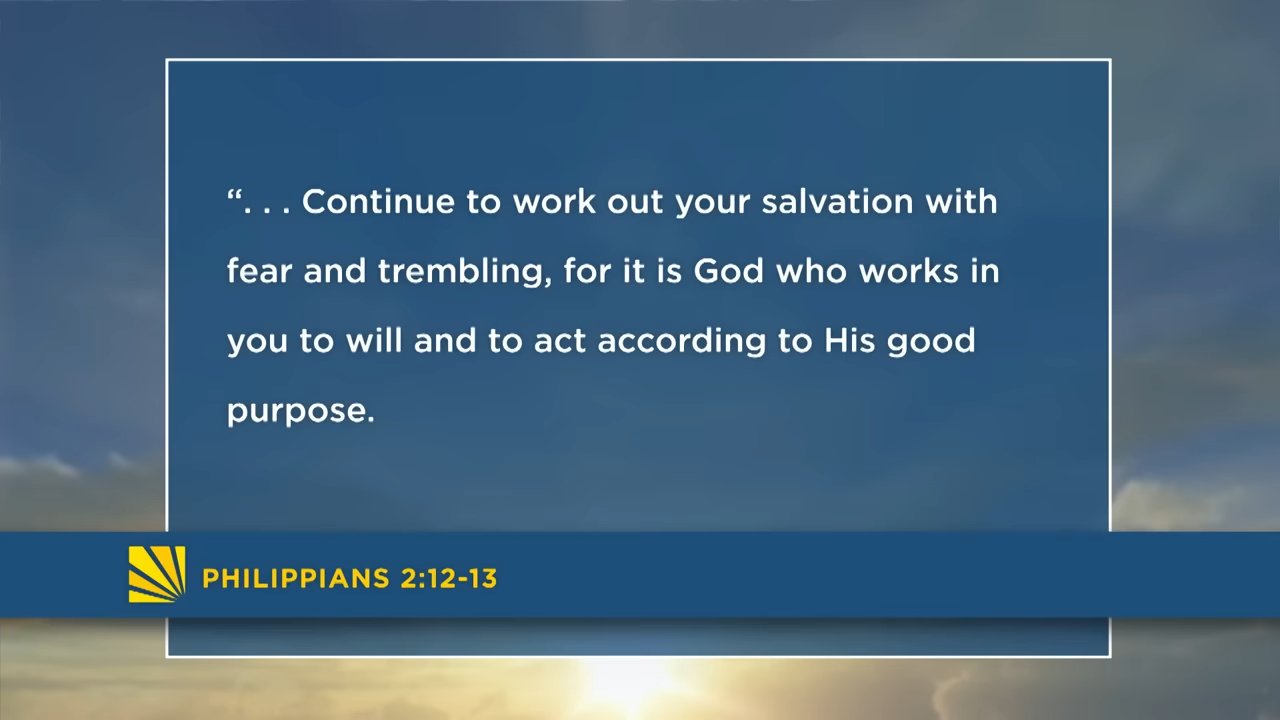 “. . . Continue to work out your salvation with
fear and trembling, for it is God who works in
you to will and to act according to His good
purpose.
PHILIPPIANS 2:12-13